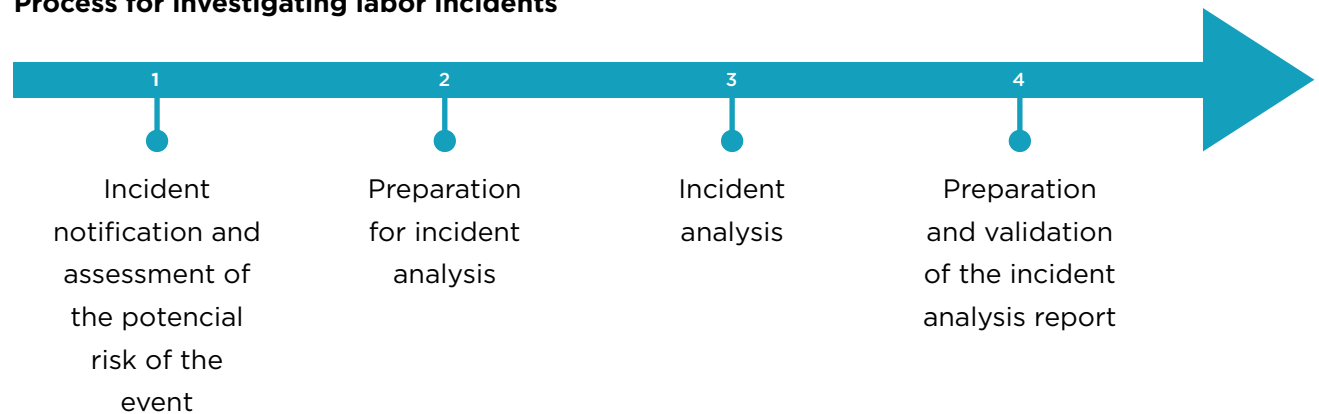 Process for investigating labor incidents
1
2
3
4
Incident
notification and
assessment of
the potencial
risk of the
event
Preparation
for incident
analysis
Incident
analysis
Preparation
and validation
of the incident
analysis report